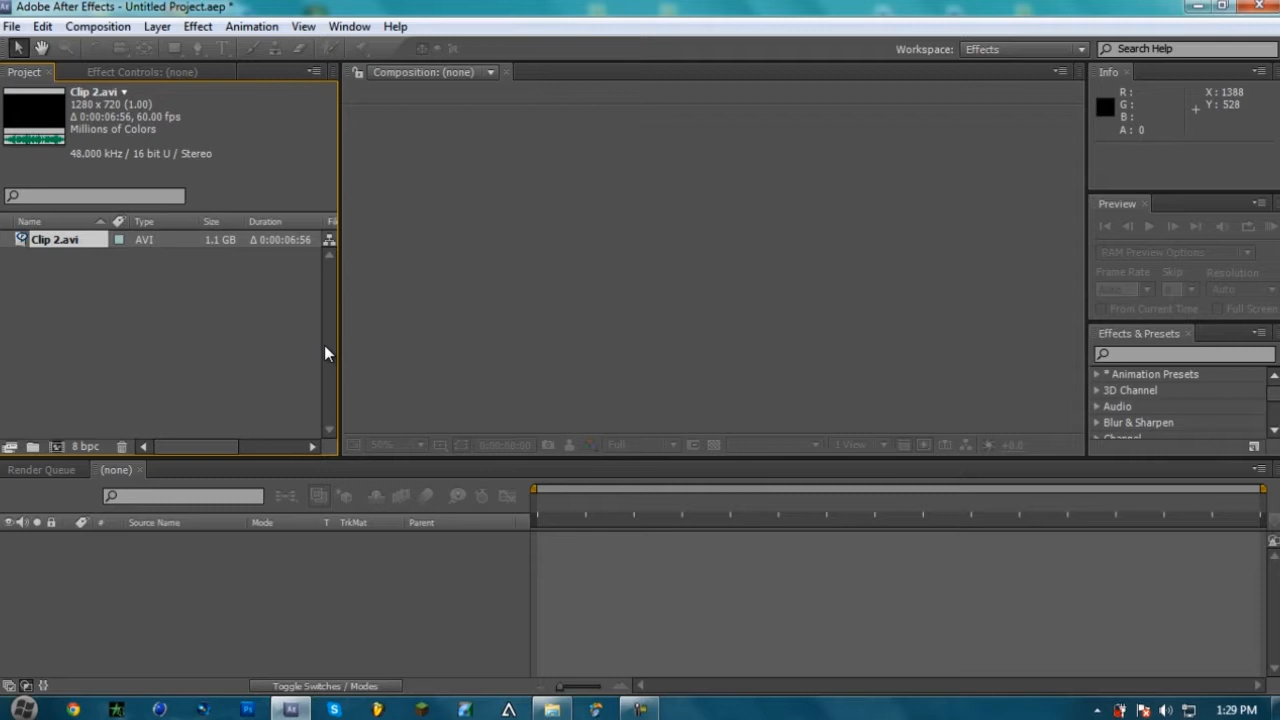 Adobe After Effects - Untitled Project.aep *
File Edit Composition Layer Effect Animation View Window Help
Workspace: Effects Search Help
Project Effect Controls: (none) Composition: (none) Info
Clip 2.avi
1280 x 720 (1.00)
Δ 0:00:06:56, 60.00 fps
Millions of Colors
48.000 kHz / 16 bit U / Stereo
R :
G :
B :
A : 0
X : 1388
Y : 528
Preview
RAM Preview Options
Frame Rate Skip Resolution
Auto
From Current Time Full Screen
Name Type Size Duration
Clip 2.avi AVI 1.1 GB Δ 0:00:06:56
Effects & Presets
* Animation Presets
3D Channel
Audio
Blur & Sharpen
Channel
8 bpc
50% 0:00:00:00 Full 1 View +0.0
Render Queue (none)
# Source Name Mode T TrkMat Parent
Toggle Switches / Modes
1:29 PM